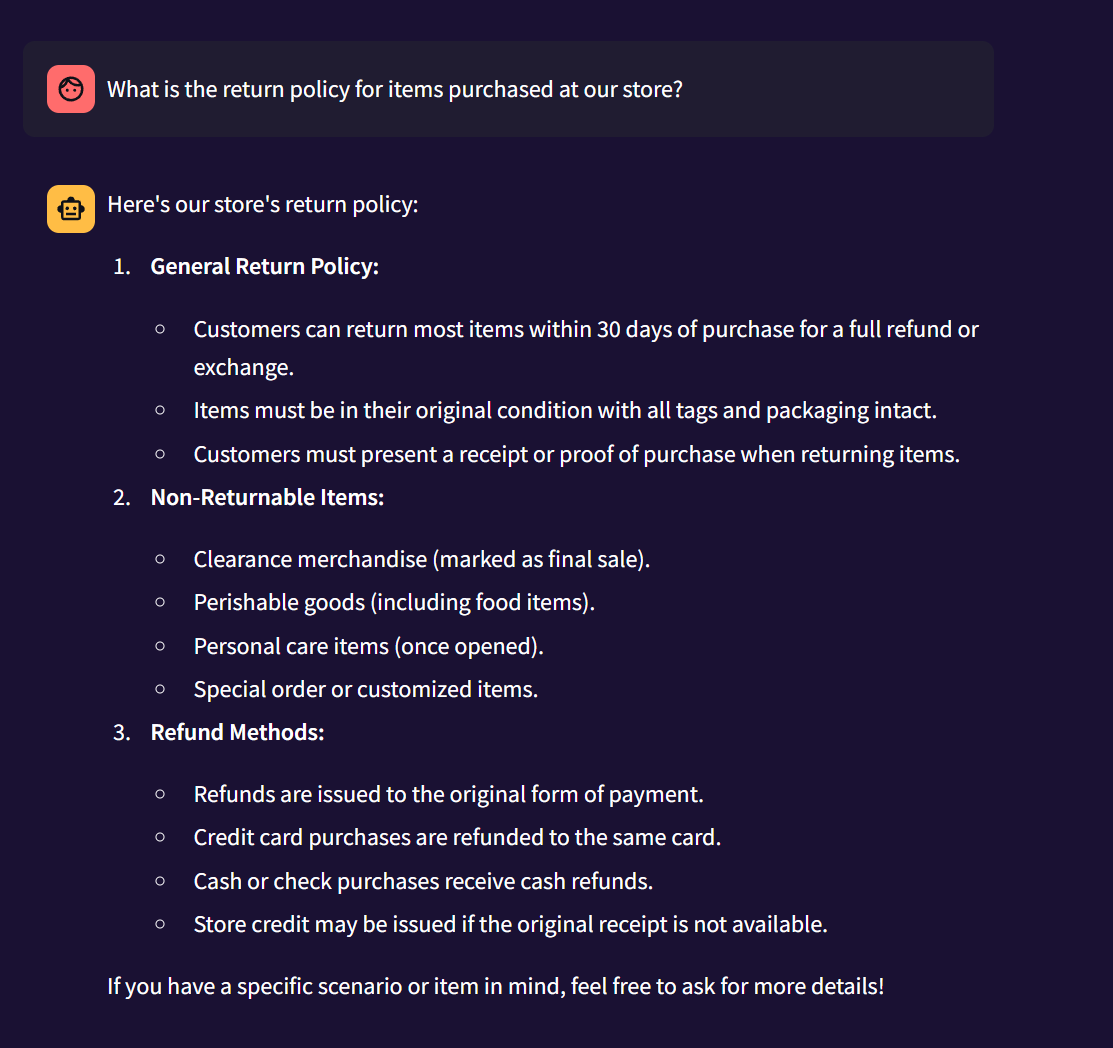 What is the return policy for items purchased at our store?
Here's our store's return policy:
1. General Return Policy:
○ Customers can return most items within 30 days of purchase for a full refund or
exchange.
○ Items must be in their original condition with all tags and packaging intact.
○ Customers must present a receipt or proof of purchase when returning items.
2. Non-Returnable Items:
○ Clearance merchandise (marked as final sale).
○ Perishable goods (including food items).
○ Personal care items (once opened).
○ Special order or customized items.
3. Refund Methods:
○ Refunds are issued to the original form of payment.
○ Credit card purchases are refunded to the same card.
○ Cash or check purchases receive cash refunds.
○ Store credit may be issued if the original receipt is not available.
If you have a specific scenario or item in mind, feel free to ask for more details!